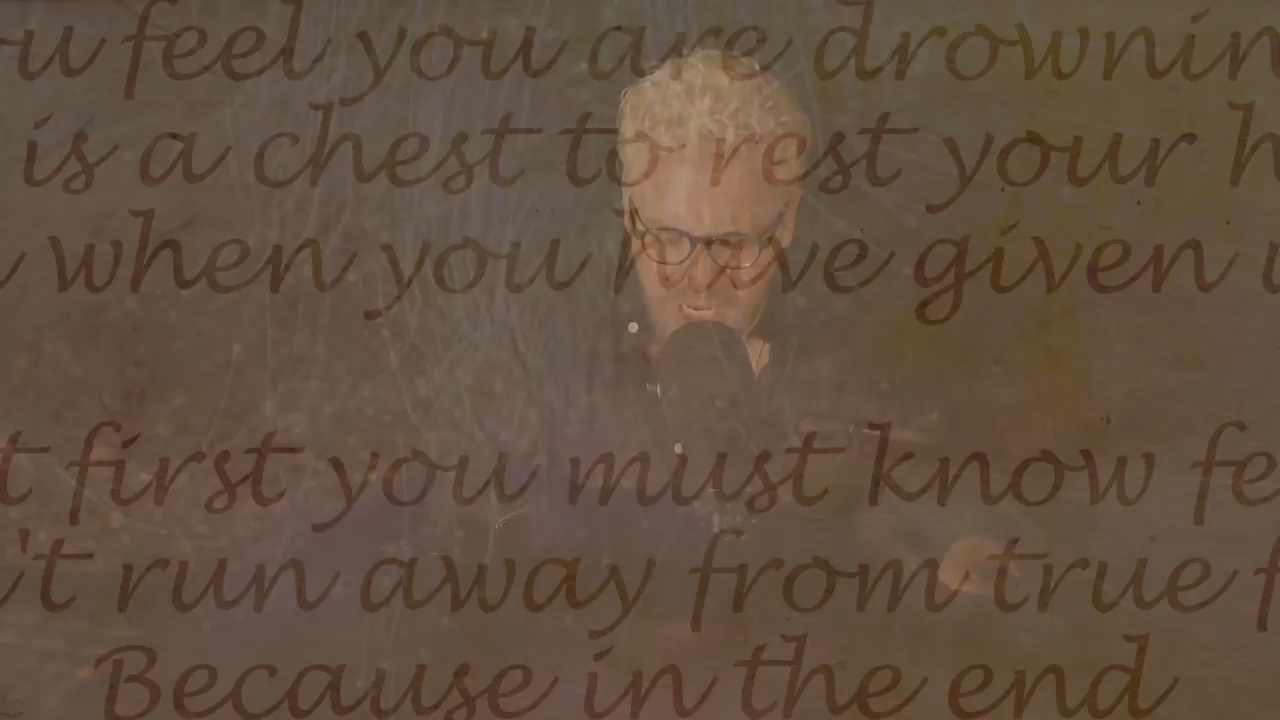 feel you are
is a chest to rest your
when you have given
first you must know
run away from true
Because in the end